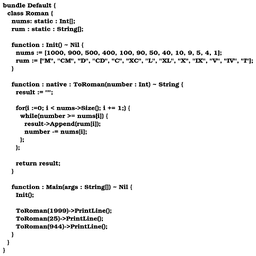 bundle Default {
class Roman {
nums: static : Int[];
rum : static : String[];
function : Init() ~ Nil {
nums := [1000, 900, 500, 400, 100, 90, 50, 40, 10, 9, 5, 4, 1];
rum := ["M", "CM", "D", "CD", "C", "XC", "L", "XL", "X", "IX", "V", "IV", "I"];
}
function : native : ToRoman(number : Int) ~ String {
result := "";
for(i :=0; i < nums->Size(); i += 1;) {
while(number >= nums[i]) {
result->Append(rum[i]);
number -= nums[i];
};
};
return result;
}
function : Main(args : String[]) ~ Nil {
Init();
ToRoman(1999)->PrintLine();
ToRoman(25)->PrintLine();
ToRoman(944)->PrintLine();
}
}
}